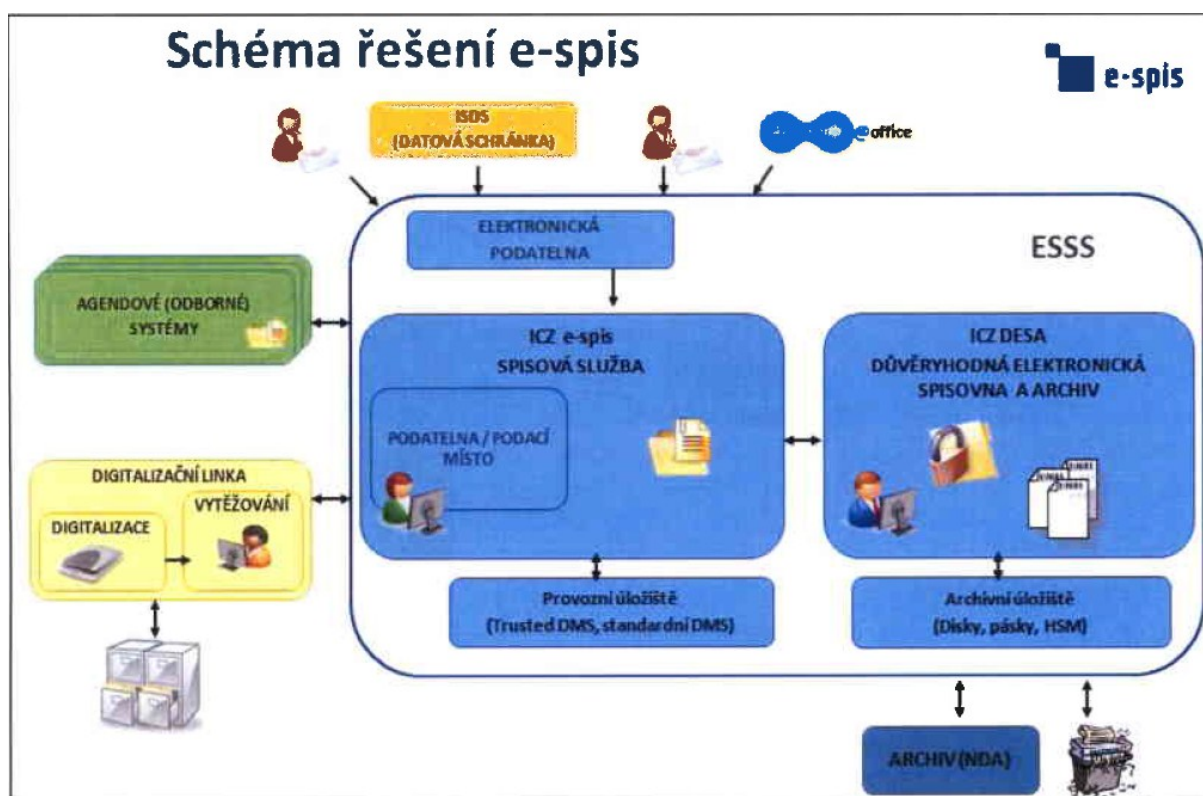 Schéma řešení e-spis
e-spis
ISDS
(DATOVÁ SCHRÁNKA)
office
ELEKTRONICKÁ
PODATELNA
ESSS
AGENDOVÉ (ODBORNÉ)
SYSTÉMY
ICZ e-spis
SPISOVÁ SLUŽBA
PODATELNA / PODACÍ
MÍSTO
ICZ DESA
DŮVĚRYHODNÁ ELEKTRONICKÁ
SPISOVNA A ARCHIV
DIGITALIZAČNÍ LINKA
VYTĚŽOVÁNÍ
DIGITALIZACE
Provozní úložiště
(Trusted DMS, standardní DMS)
Archivní úložiště
(Disky, pásky, HSM)
ARCHIV (NDA)